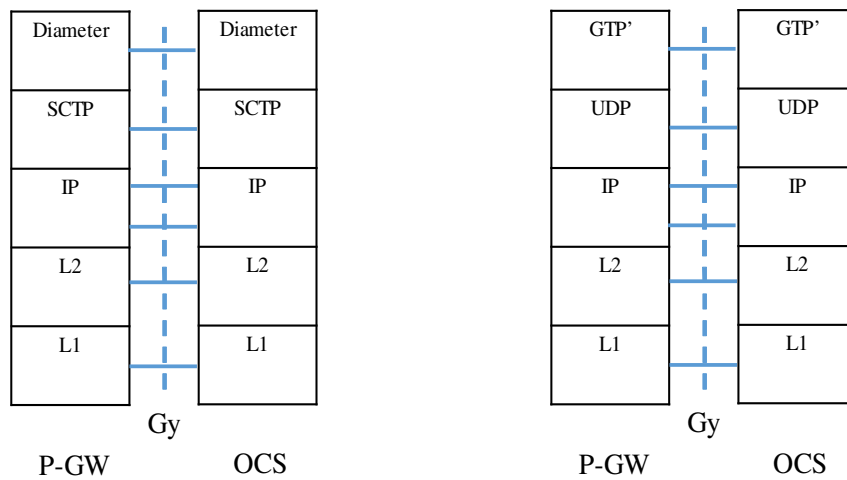 Diameter Diameter GTP’ GTP’
SCTP SCTP UDP UDP
IP IP IP IP
L2 L2 L2 L2
L1 L1 L1 L1
Gy Gy
P-GW OCS P-GW OCS